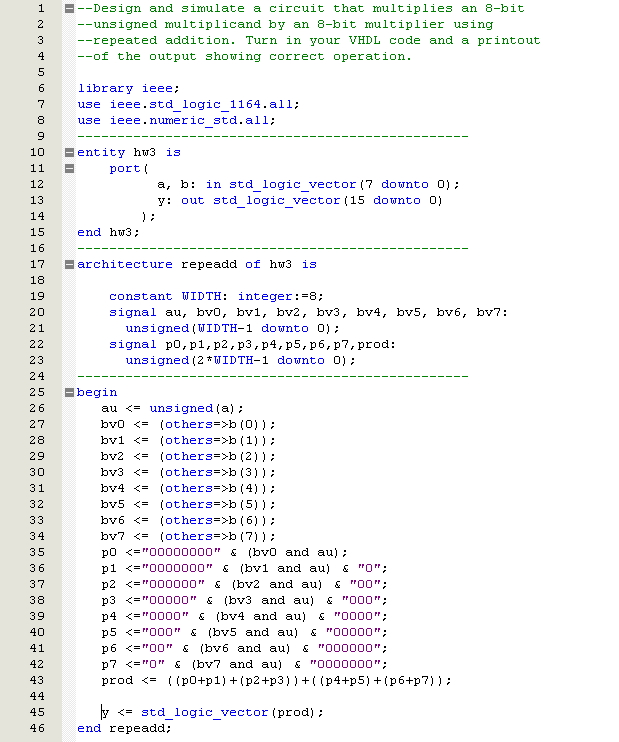 1 --Design and simulate a circuit that multiplies an 8-bit
2 --unsigned multiplicand by an 8-bit multiplier using
3 --repeated addition. Turn in your VHDL code and a printout
4 --of the output showing correct operation.
5
6 library ieee;
7 use ieee.std_logic_1164.all;
8 use ieee.numeric_std.all;
9 -------------------------------------------------
10 entity hw3 is
11 port(
12 a, b: in std_logic_vector(7 downto 0);
13 y: out std_logic_vector(15 downto 0)
14 );
15 end hw3;
16 -------------------------------------------------
17 architecture repeadd of hw3 is
18
19 constant WIDTH: integer:=8;
20 signal au, bv0, bv1, bv2, bv3, bv4, bv5, bv6, bv7:
21 unsigned(WIDTH-1 downto 0);
22 signal p0,p1,p2,p3,p4,p5,p6,p7,prod:
23 unsigned(2*WIDTH-1 downto 0);
24 -------------------------------------------------
25 begin
26 au <= unsigned(a);
27 bv0 <= (others=>b(0));
28 bv1 <= (others=>b(1));
29 bv2 <= (others=>b(2));
30 bv3 <= (others=>b(3));
31 bv4 <= (others=>b(4));
32 bv5 <= (others=>b(5));
33 bv6 <= (others=>b(6));
34 bv7 <= (others=>b(7));
35 p0 <="00000000" & (bv0 and au);
36 p1 <="0000000" & (bv1 and au) & "0";
37 p2 <="000000" & (bv2 and au) & "00";
38 p3 <="00000" & (bv3 and au) & "000";
39 p4 <="0000" & (bv4 and au) & "0000";
40 p5 <="000" & (bv5 and au) & "00000";
41 p6 <="00" & (bv6 and au) & "000000";
42 p7 <="0" & (bv7 and au) & "0000000";
43 prod <= ((p0+p1)+(p2+p3))+((p4+p5)+(p6+p7));
44
45 y <= std_logic_vector(prod);
46 end repeadd;